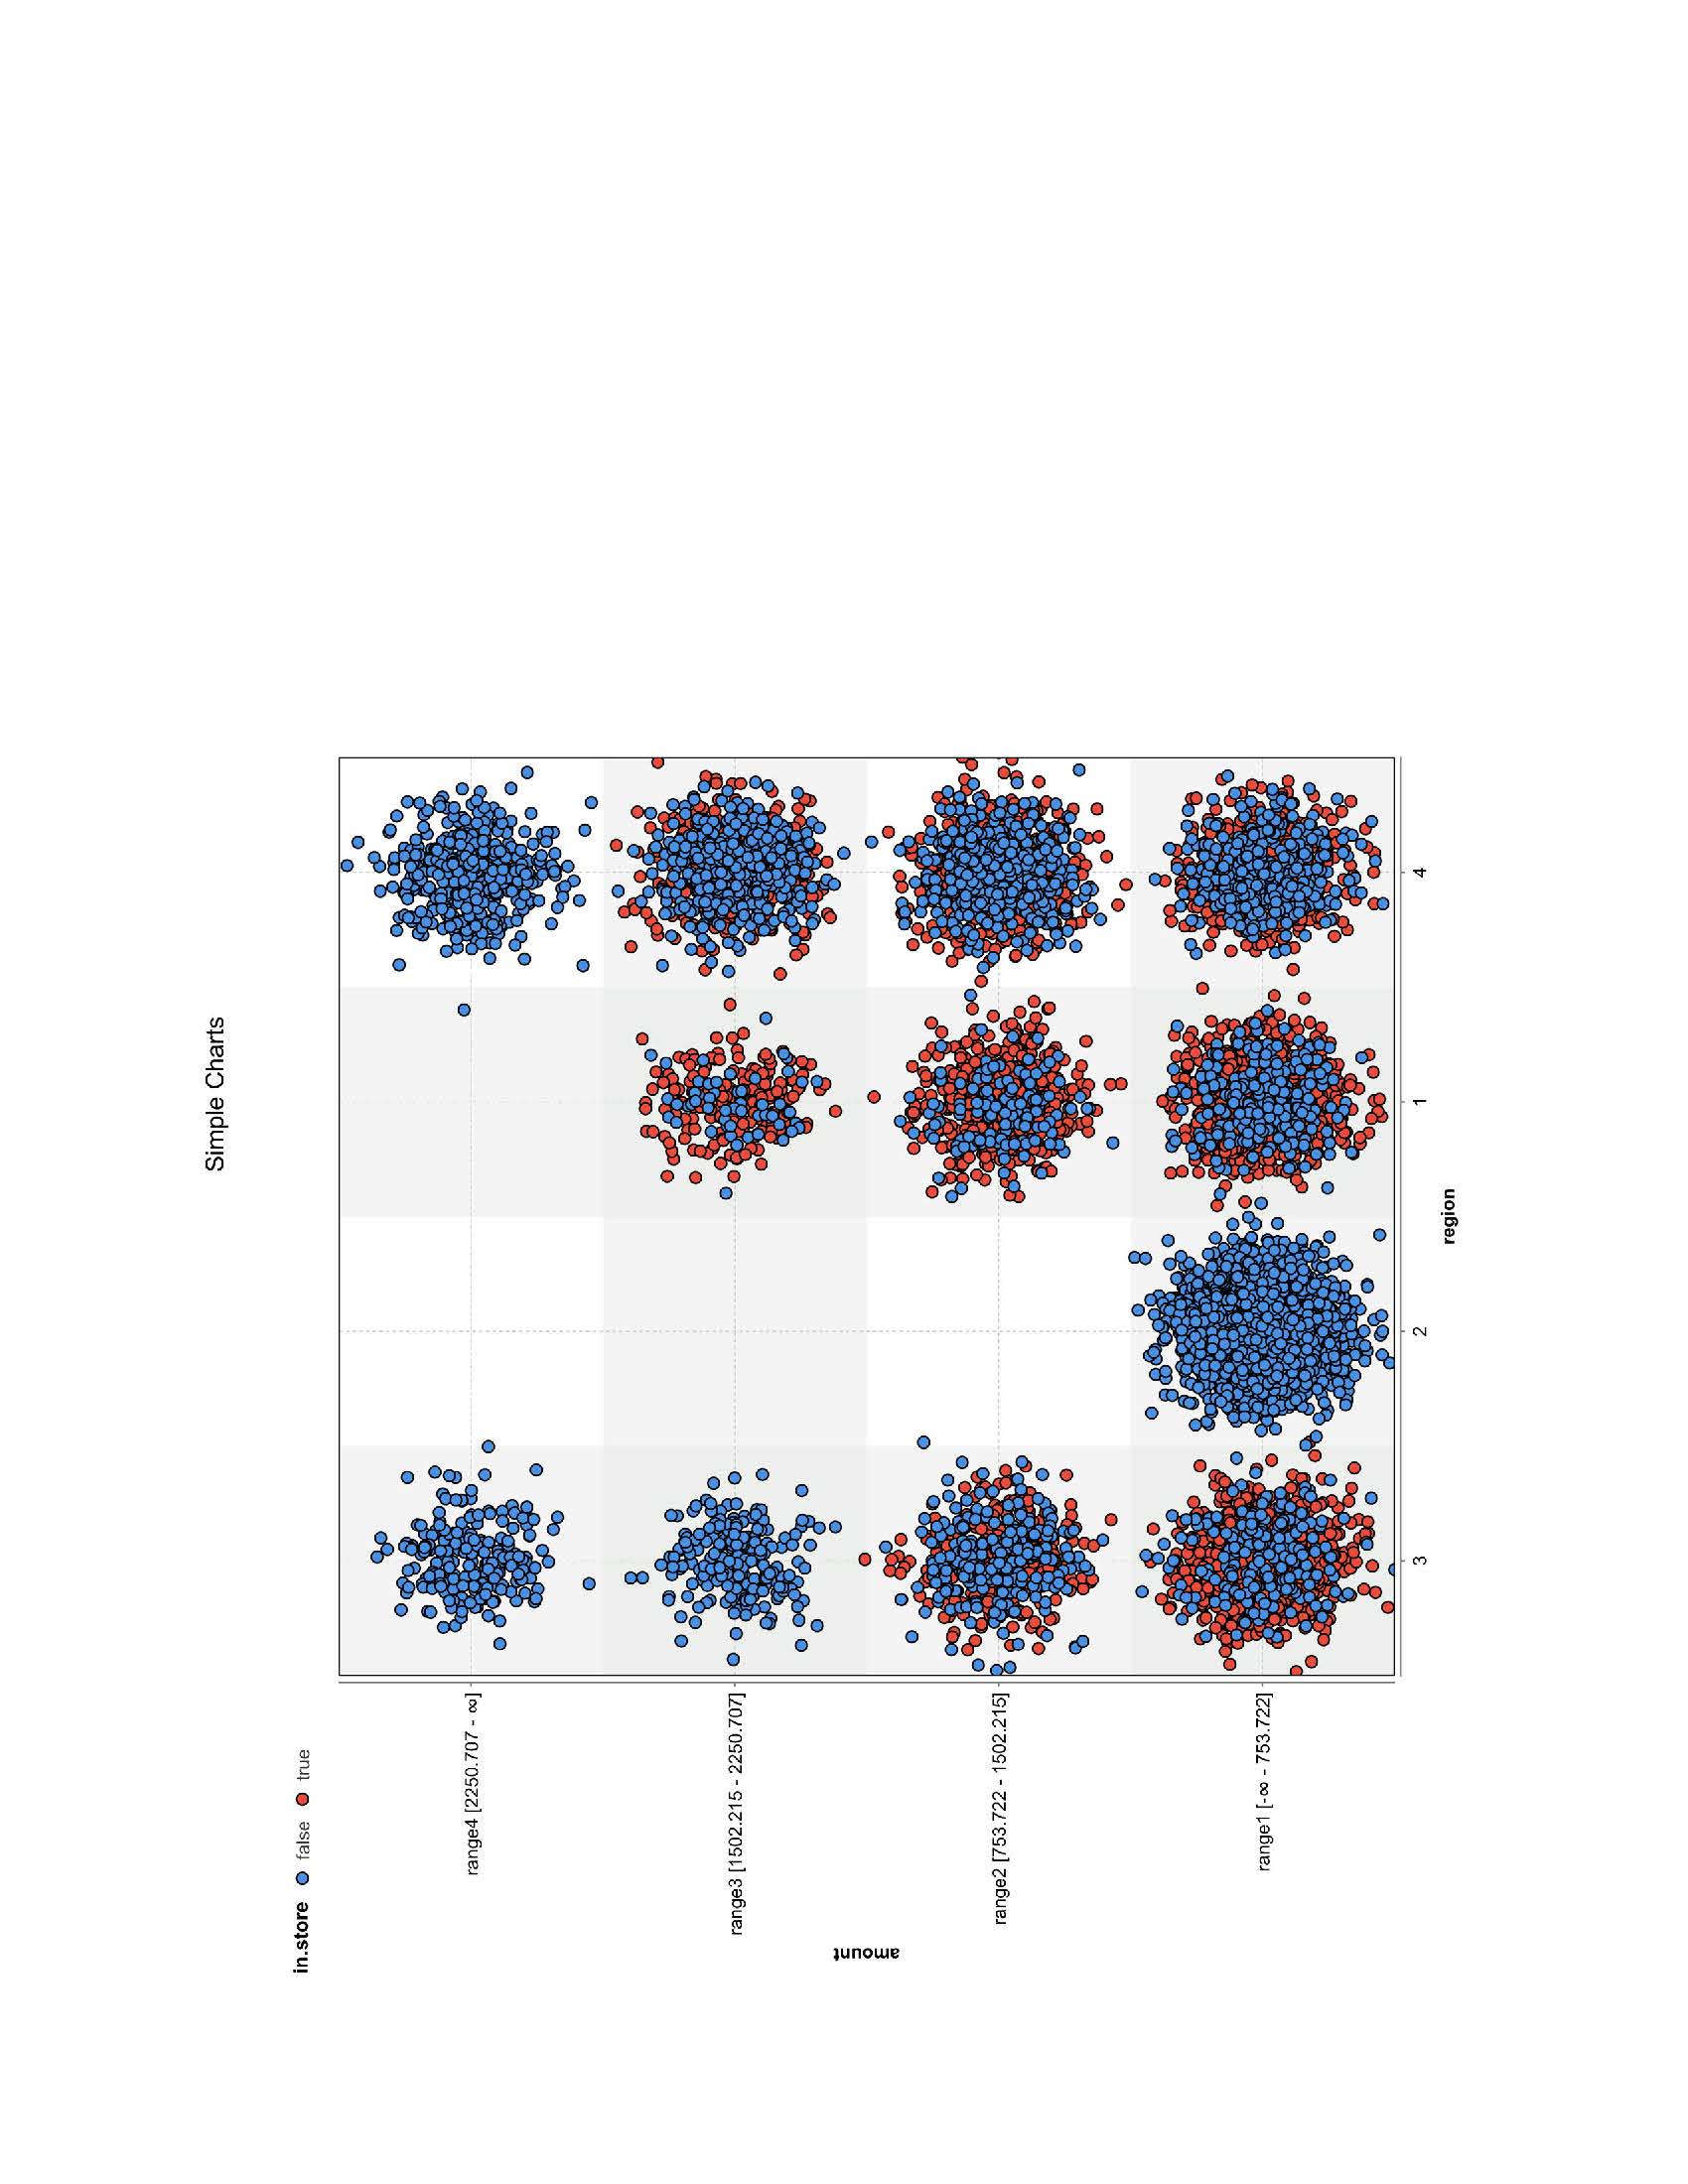 Simple Charts
in.store false true
range4 [2250.707 - ∞]
range3 [1502.215 - 2250.707]
amount
range2 [753.722 - 1502.215]
range1 [-∞ - 753.722]
3 2 1 4
region